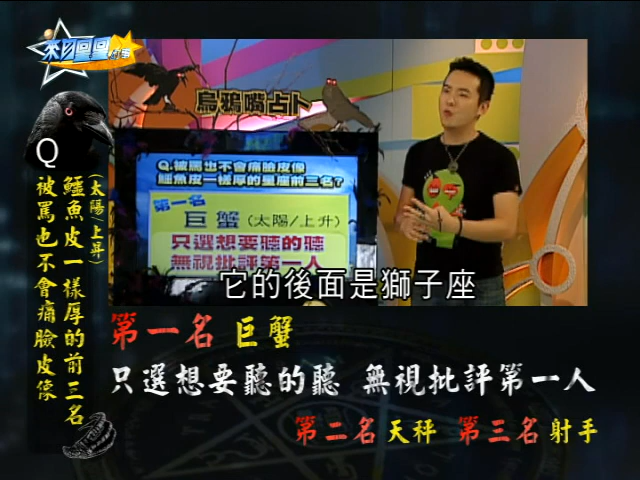 烏鴉嘴占卜
Q.被罵也不會痛臉皮像
鱷魚皮一樣厚的星座前三名?
第一名
巨蟹(太陽/上升)
只選想要聽的聽
無視批評第一人
它的後面是獅子座
Q
(太陽/上昇)
被罵也不會痛臉皮像
鱷魚皮一樣厚的前三名
第一名 巨蟹
只選想要聽的聽 無視批評第一人
第二名天秤 第三名射手